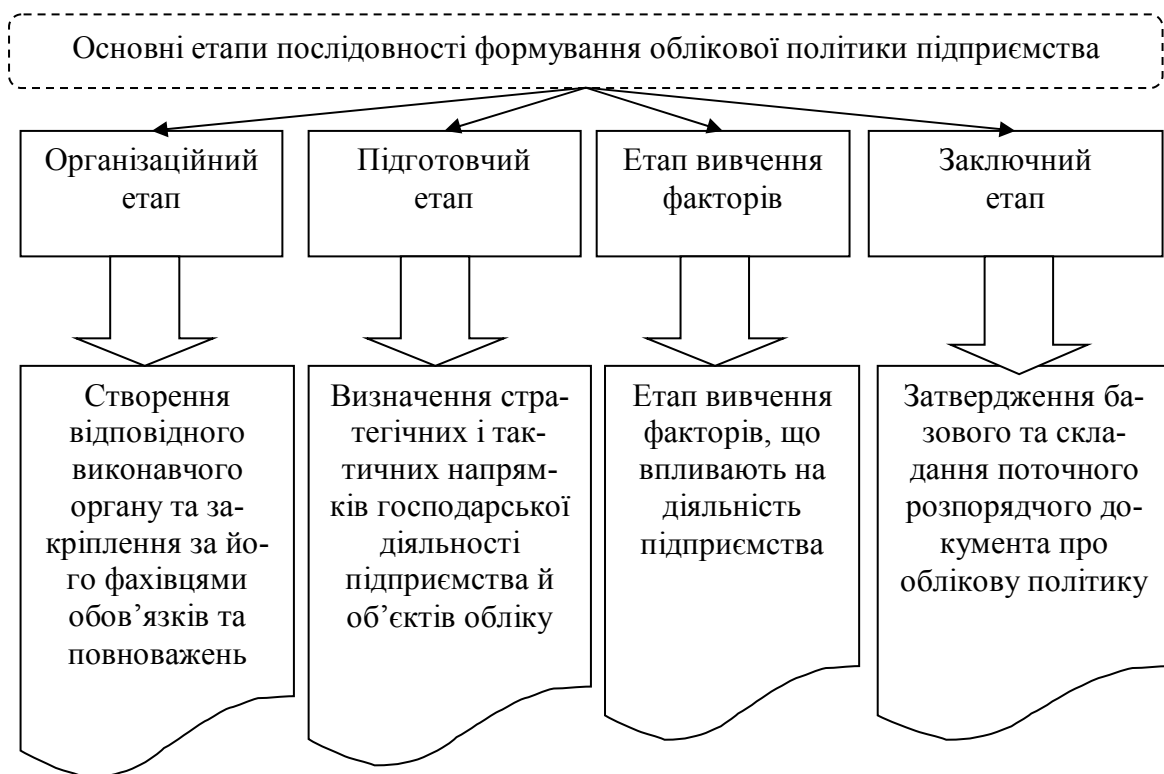 Основні етапи послідовності формування облікової політики підприємства
Організаційний
етап
Підготовчий
етап
Етап вивчення
факторів
Заключний
етап
Створення
відповідного
виконавчого
органу та за-
кріплення за йо-
го фахівцями
обов’язків та
повноважень
Визначення стра-
тегічних і так-
тичних напрям-
ків господарської
діяльності
підприємства й
об’єктів обліку
Етап вивчення
факторів, що
впливають на
діяльність
підприємства
Затвердження ба-
зового та скла-
дання поточного
розпорядчого до-
кумента про
облікову політику